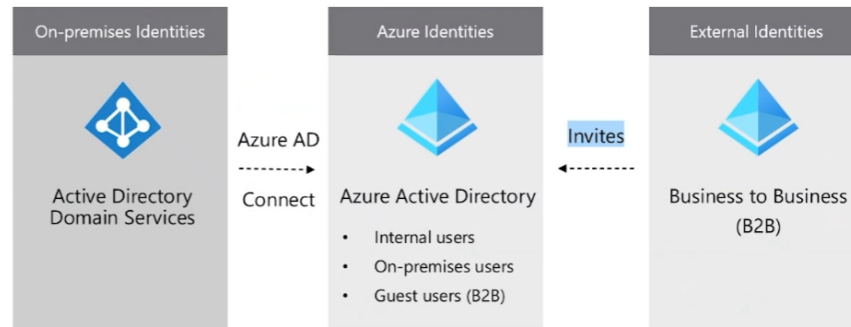 On-premises Identities
Active Directory
Domain Services
Azure AD
Connect
Azure Identities
Azure Active Directory
• Internal users
• On-premises users
• Guest users (B2B)
Invites
External Identities
Business to Business
(B2B)